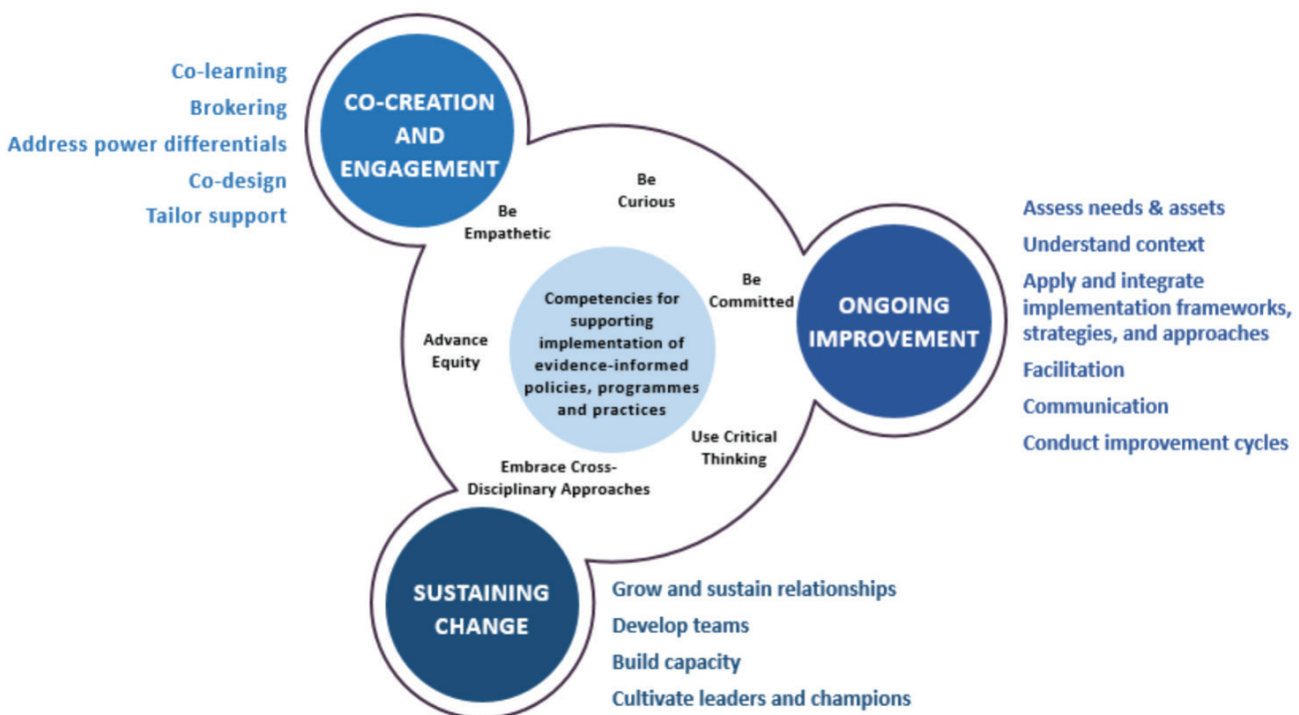 Co-learning
Brokering
Address power differentials
Co-design
Tailor support
CO-CREATION
AND
ENGAGEMENT
Be
Empathetic
Be
Curious
Be
Committed
Advance
Equity
Competencies for
supporting
implementation of
evidence-informed
policies, programmes
and practices
Use Critical
Thinking
Embrace Cross-
Disciplinary Approaches
ONGOING
IMPROVEMENT
Assess needs & assets
Understand context
Apply and integrate
implementation frameworks,
strategies, and approaches
Facilitation
Communication
Conduct improvement cycles
SUSTAINING
CHANGE
Grow and sustain relationships
Develop teams
Build capacity
Cultivate leaders and champions